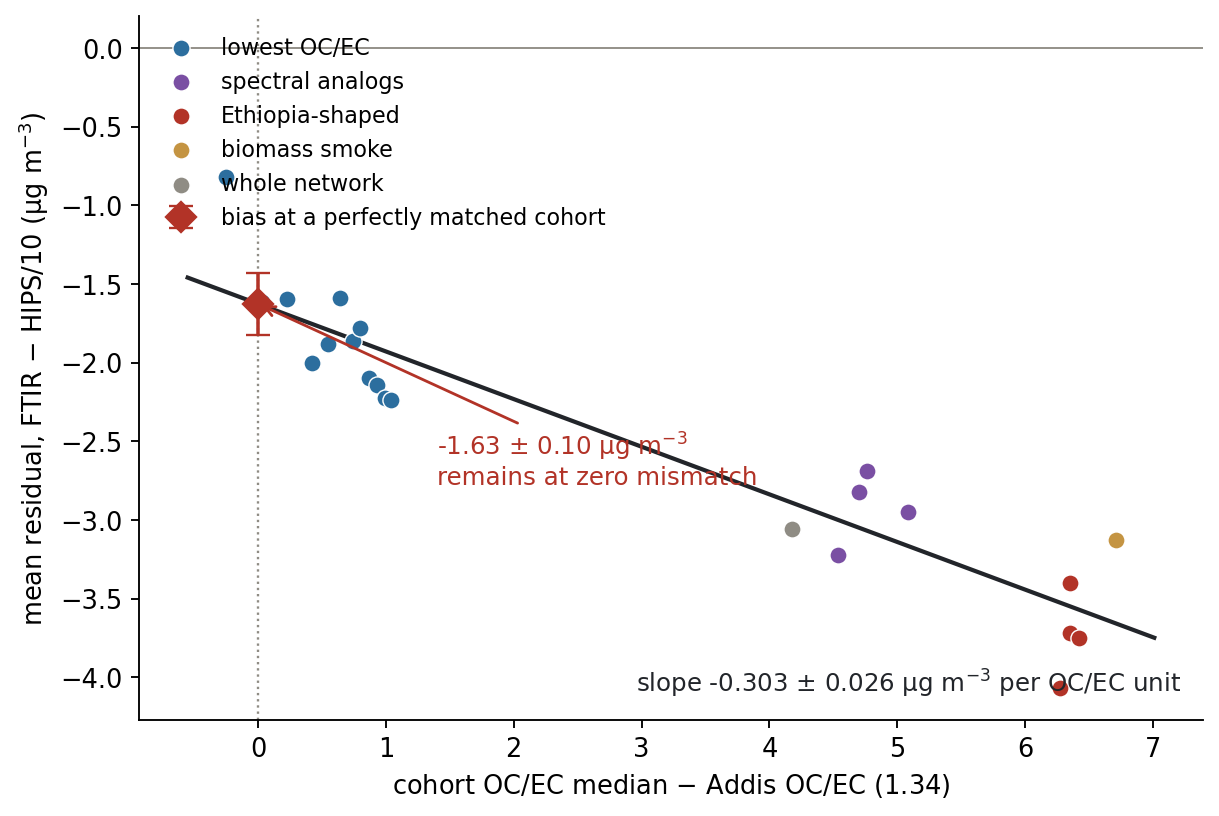 lowest OC/EC
spectral analogs
Ethiopia-shaped
biomass smoke
whole network
bias at a perfectly matched cohort
0.0
−0.5
−1.0
−1.5
−2.0
−2.5
−3.0
−3.5
−4.0
mean residual, FTIR − HIPS/10 (µg m⁻³)
-1.63 ± 0.10 µg m⁻³
remains at zero mismatch
slope -0.303 ± 0.026 µg m⁻³ per OC/EC unit
0 1 2 3 4 5 6 7
cohort OC/EC median − Addis OC/EC (1.34)